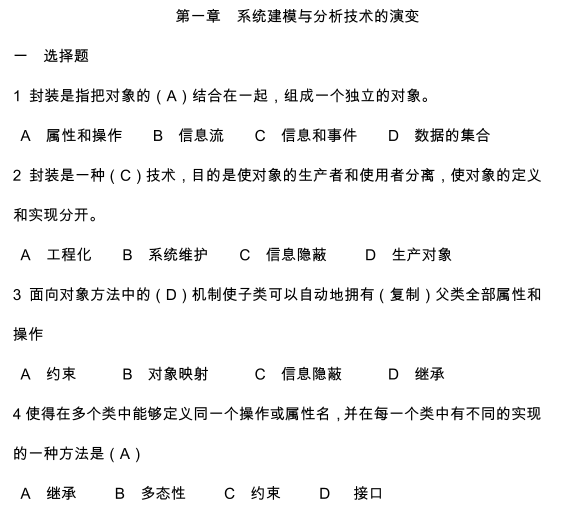 第一章 系统建模与分析技术的演变
一 选择题
1 封装是指把对象的（A）结合在一起，组成一个独立的对象。
A 属性和操作 B 信息流 C 信息和事件 D 数据的集合
2 封装是一种（C）技术，目的是使对象的生产者和使用者分离，使对象的定义
和实现分开。
A 工程化 B 系统维护 C 信息隐蔽 D 生产对象
3 面向对象方法中的（D）机制使子类可以自动地拥有（复制）父类全部属性和
操作
A 约束 B 对象映射 C 信息隐蔽 D 继承
4 使得在多个类中能够定义同一个操作或属性名，并在每一个类中有不同的实现
的一种方法是（A）
A 继承 B 多态性 C 约束 D 接口